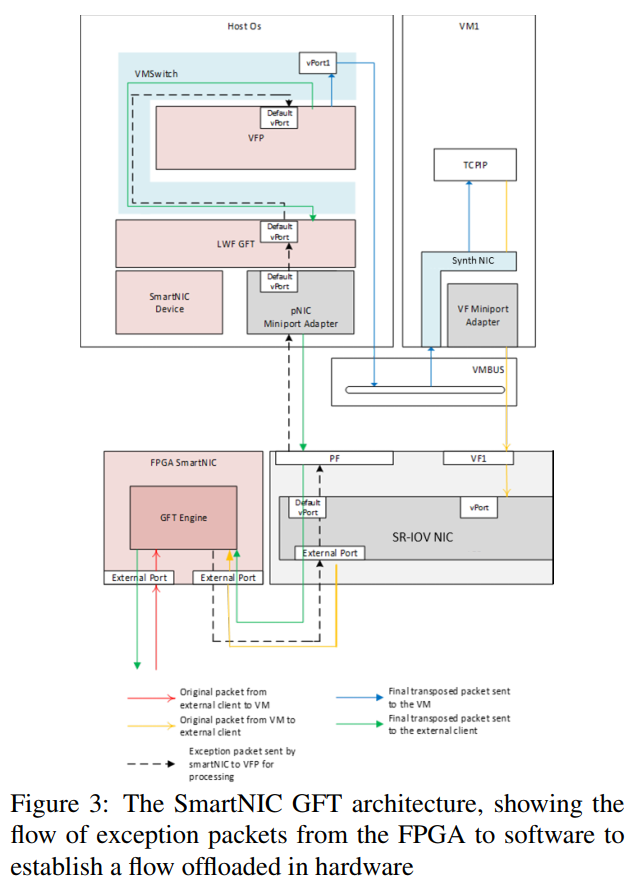 Host Os
VM1
vPort1
VMSwitch
Default
vPort
VFP
TCPIP
Default
vPort
LWF GFT
Synth NIC
SmartNIC
Device
Default
vPort
pNIC
Miniport Adapter
VF Miniport
Adapter
VMBUS
FPGA SmartNIC
PF
VF1
GFT Engine
Default
vPort
vPort
SR-IOV NIC
External Port
External Port
External Port
Original packet from
external client to VM
Final transposed packet sent
to the VM
Original packet from VM to
external client
Final transposed packet sent
to the external client
Exception packet sent by
smartNIC to VFP for
processing
Figure 3: The SmartNIC GFT architecture, showing the
flow of exception packets from the FPGA to software to
establish a flow offloaded in hardware